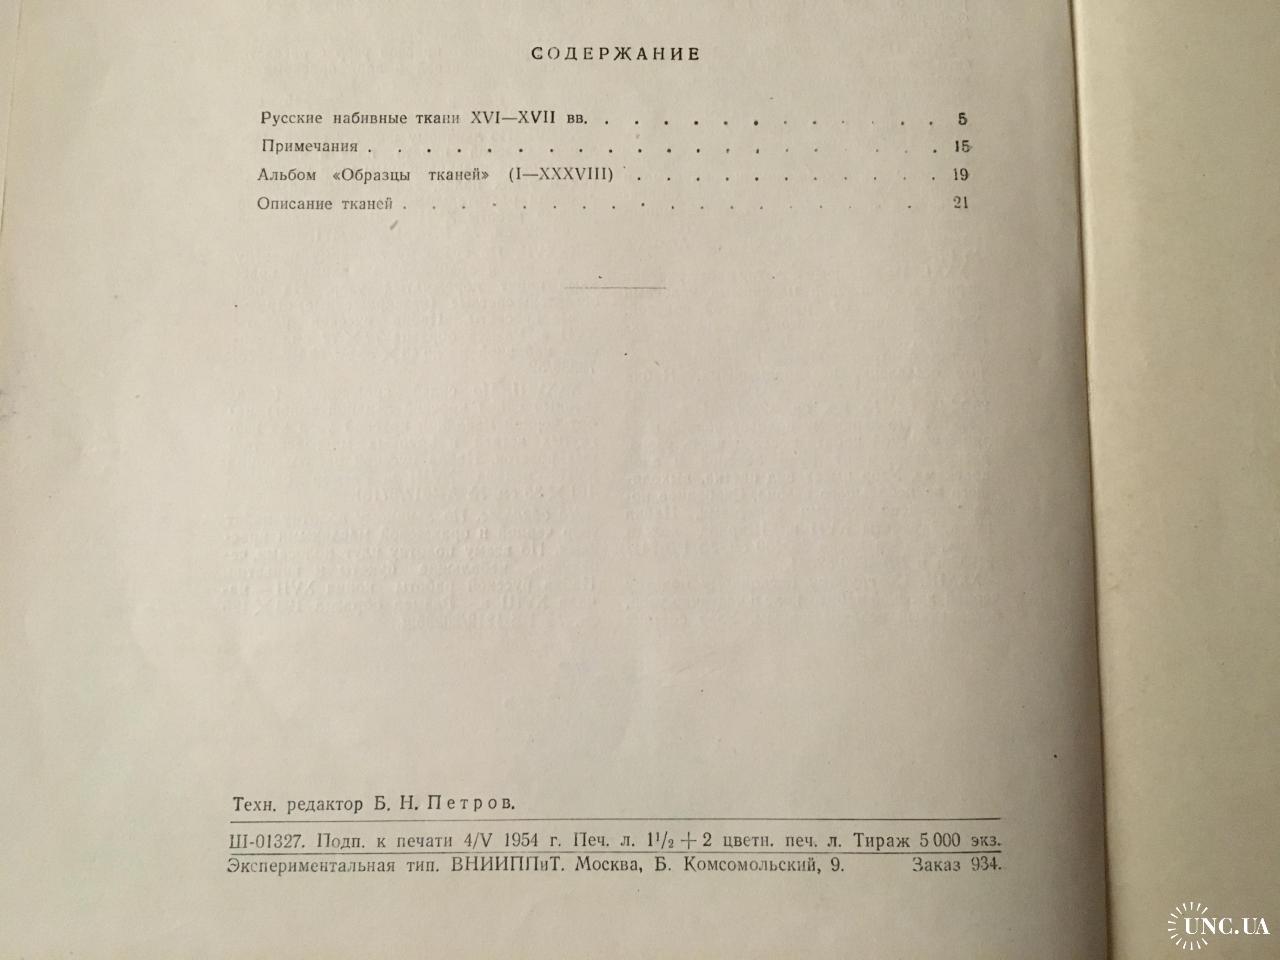 СОДЕРЖАНИЕ
Русские набивные ткани XVI—XVII вв. . . . . . . . . . . . . 5
Примечания . . . . . . . . . . . . . . . . . . . . 15
Альбом «Образцы тканей» (I—XXXVIII) . . . . . . . . . . . 19
Описание тканей . . . . . . . . . . . . . . . . . . 21
Техн. редактор Б. Н. Петров.
Ш-01327. Подп. к печати 4/V 1954 г. Печ. л. 1½ + 2 цветн. печ. л. Тираж 5 000 экз.
Экспериментальная тип. ВНИИППиТ. Москва, Б. Комсомольский, 9. Заказ 934.
UNC.UA